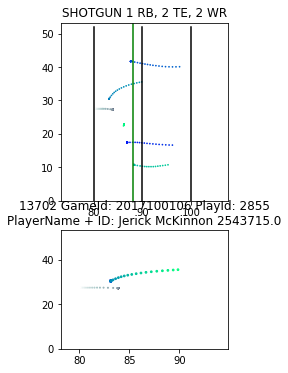 SHOTGUN 1 RB, 2 TE, 2 WR
50
40
30
20
10
0
80 90 100
13702 GameId: 2017100106 PlayId: 2855
PlayerName + ID: Jerick McKinnon 2543715.0
40
20
0
80 85 90